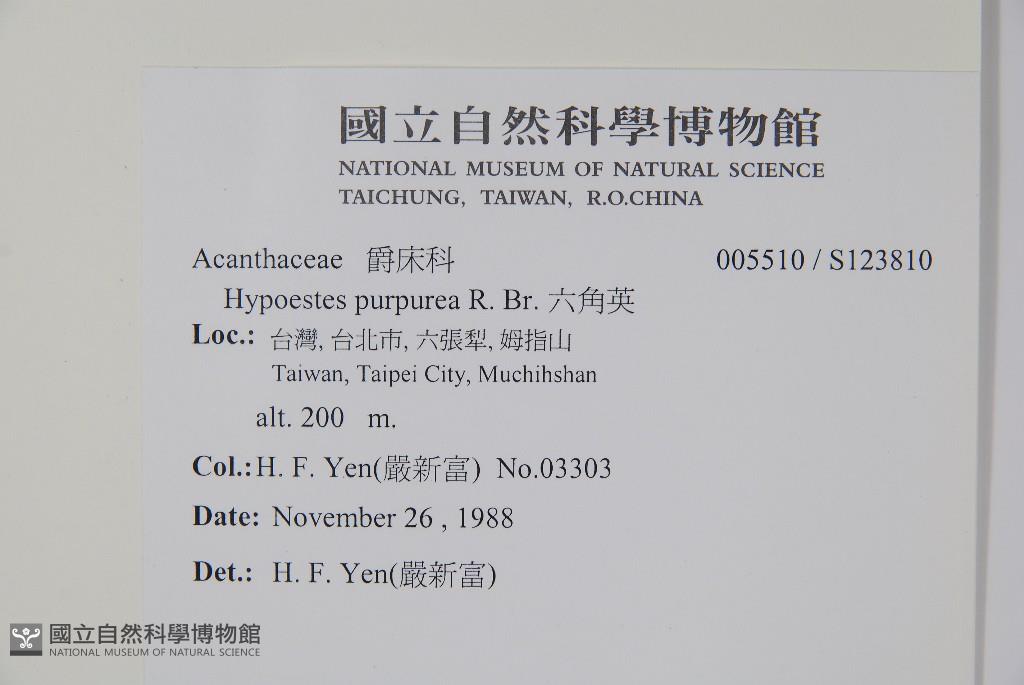 國立自然科學博物館
NATIONAL MUSEUM OF NATURAL SCIENCE
TAICHUNG, TAIWAN, R.O.CHINA
Acanthaceae 爵床科 005510 / S123810
Hypoestes purpurea R. Br. 六角英
Loc.: 台灣, 台北市, 六張犁, 姆指山
Taiwan, Taipei City, Muchihshan
alt. 200 m.
Col.: H. F. Yen(嚴新富) No.03303
Date: November 26 , 1988
Det.: H. F. Yen(嚴新富)
國立自然科學博物館
NATIONAL MUSEUM OF NATURAL SCIENCE